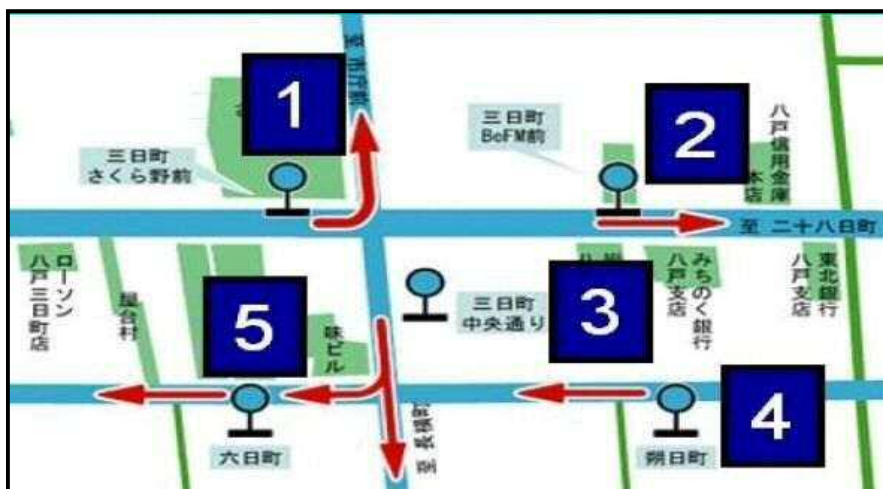 至 市庁前
1
三日町
さくら野前
三日町
BeFM前
2
八戸信用金庫
本店
至 二十八日町
ローソン
八戸三日町店
屋台村
5
味ビル
三日町
中央通り
3
みちのく銀行
八戸支店
東北銀行
八戸支店
六日町
至 長横町
朔日町
4